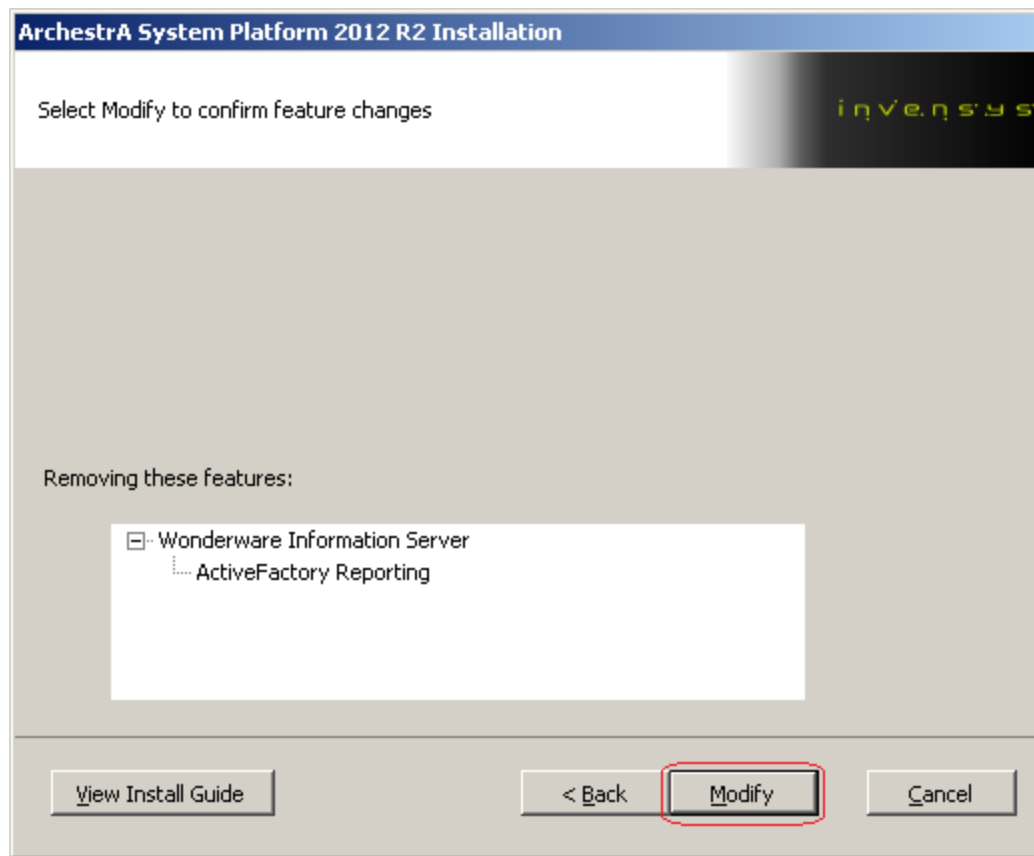 ArchestrA System Platform 2012 R2 Installation
Select Modify to confirm feature changes
invensys
Removing these features:
Wonderware Information Server
ActiveFactory Reporting
View Install Guide
< Back
Modify
Cancel